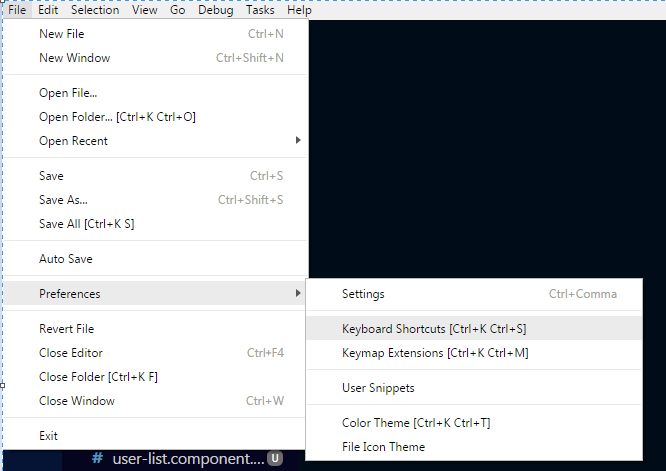 File Edit Selection View Go Debug Tasks Help
New File Ctrl+N
New Window Ctrl+Shift+N
Open File...
Open Folder... [Ctrl+K Ctrl+O]
Open Recent
Save Ctrl+S
Save As... Ctrl+Shift+S
Save All [Ctrl+K S]
Auto Save
Preferences
Settings Ctrl+Comma
Revert File
Keyboard Shortcuts [Ctrl+K Ctrl+S]
Close Editor Ctrl+F4
Keymap Extensions [Ctrl+K Ctrl+M]
Close Folder [Ctrl+K F]
User Snippets
Close Window Ctrl+W
Color Theme [Ctrl+K Ctrl+T]
Exit
File Icon Theme
# user-list.component.... U